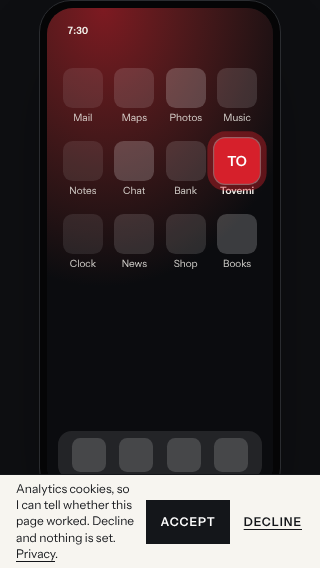 7:30
Mail Maps Photos Music
TO
Notes Chat Bank Tovemi
Clock News Shop Books
Analytics cookies, so
I can tell whether this
page worked. Decline
and nothing is set.
Privacy.
ACCEPT
DECLINE